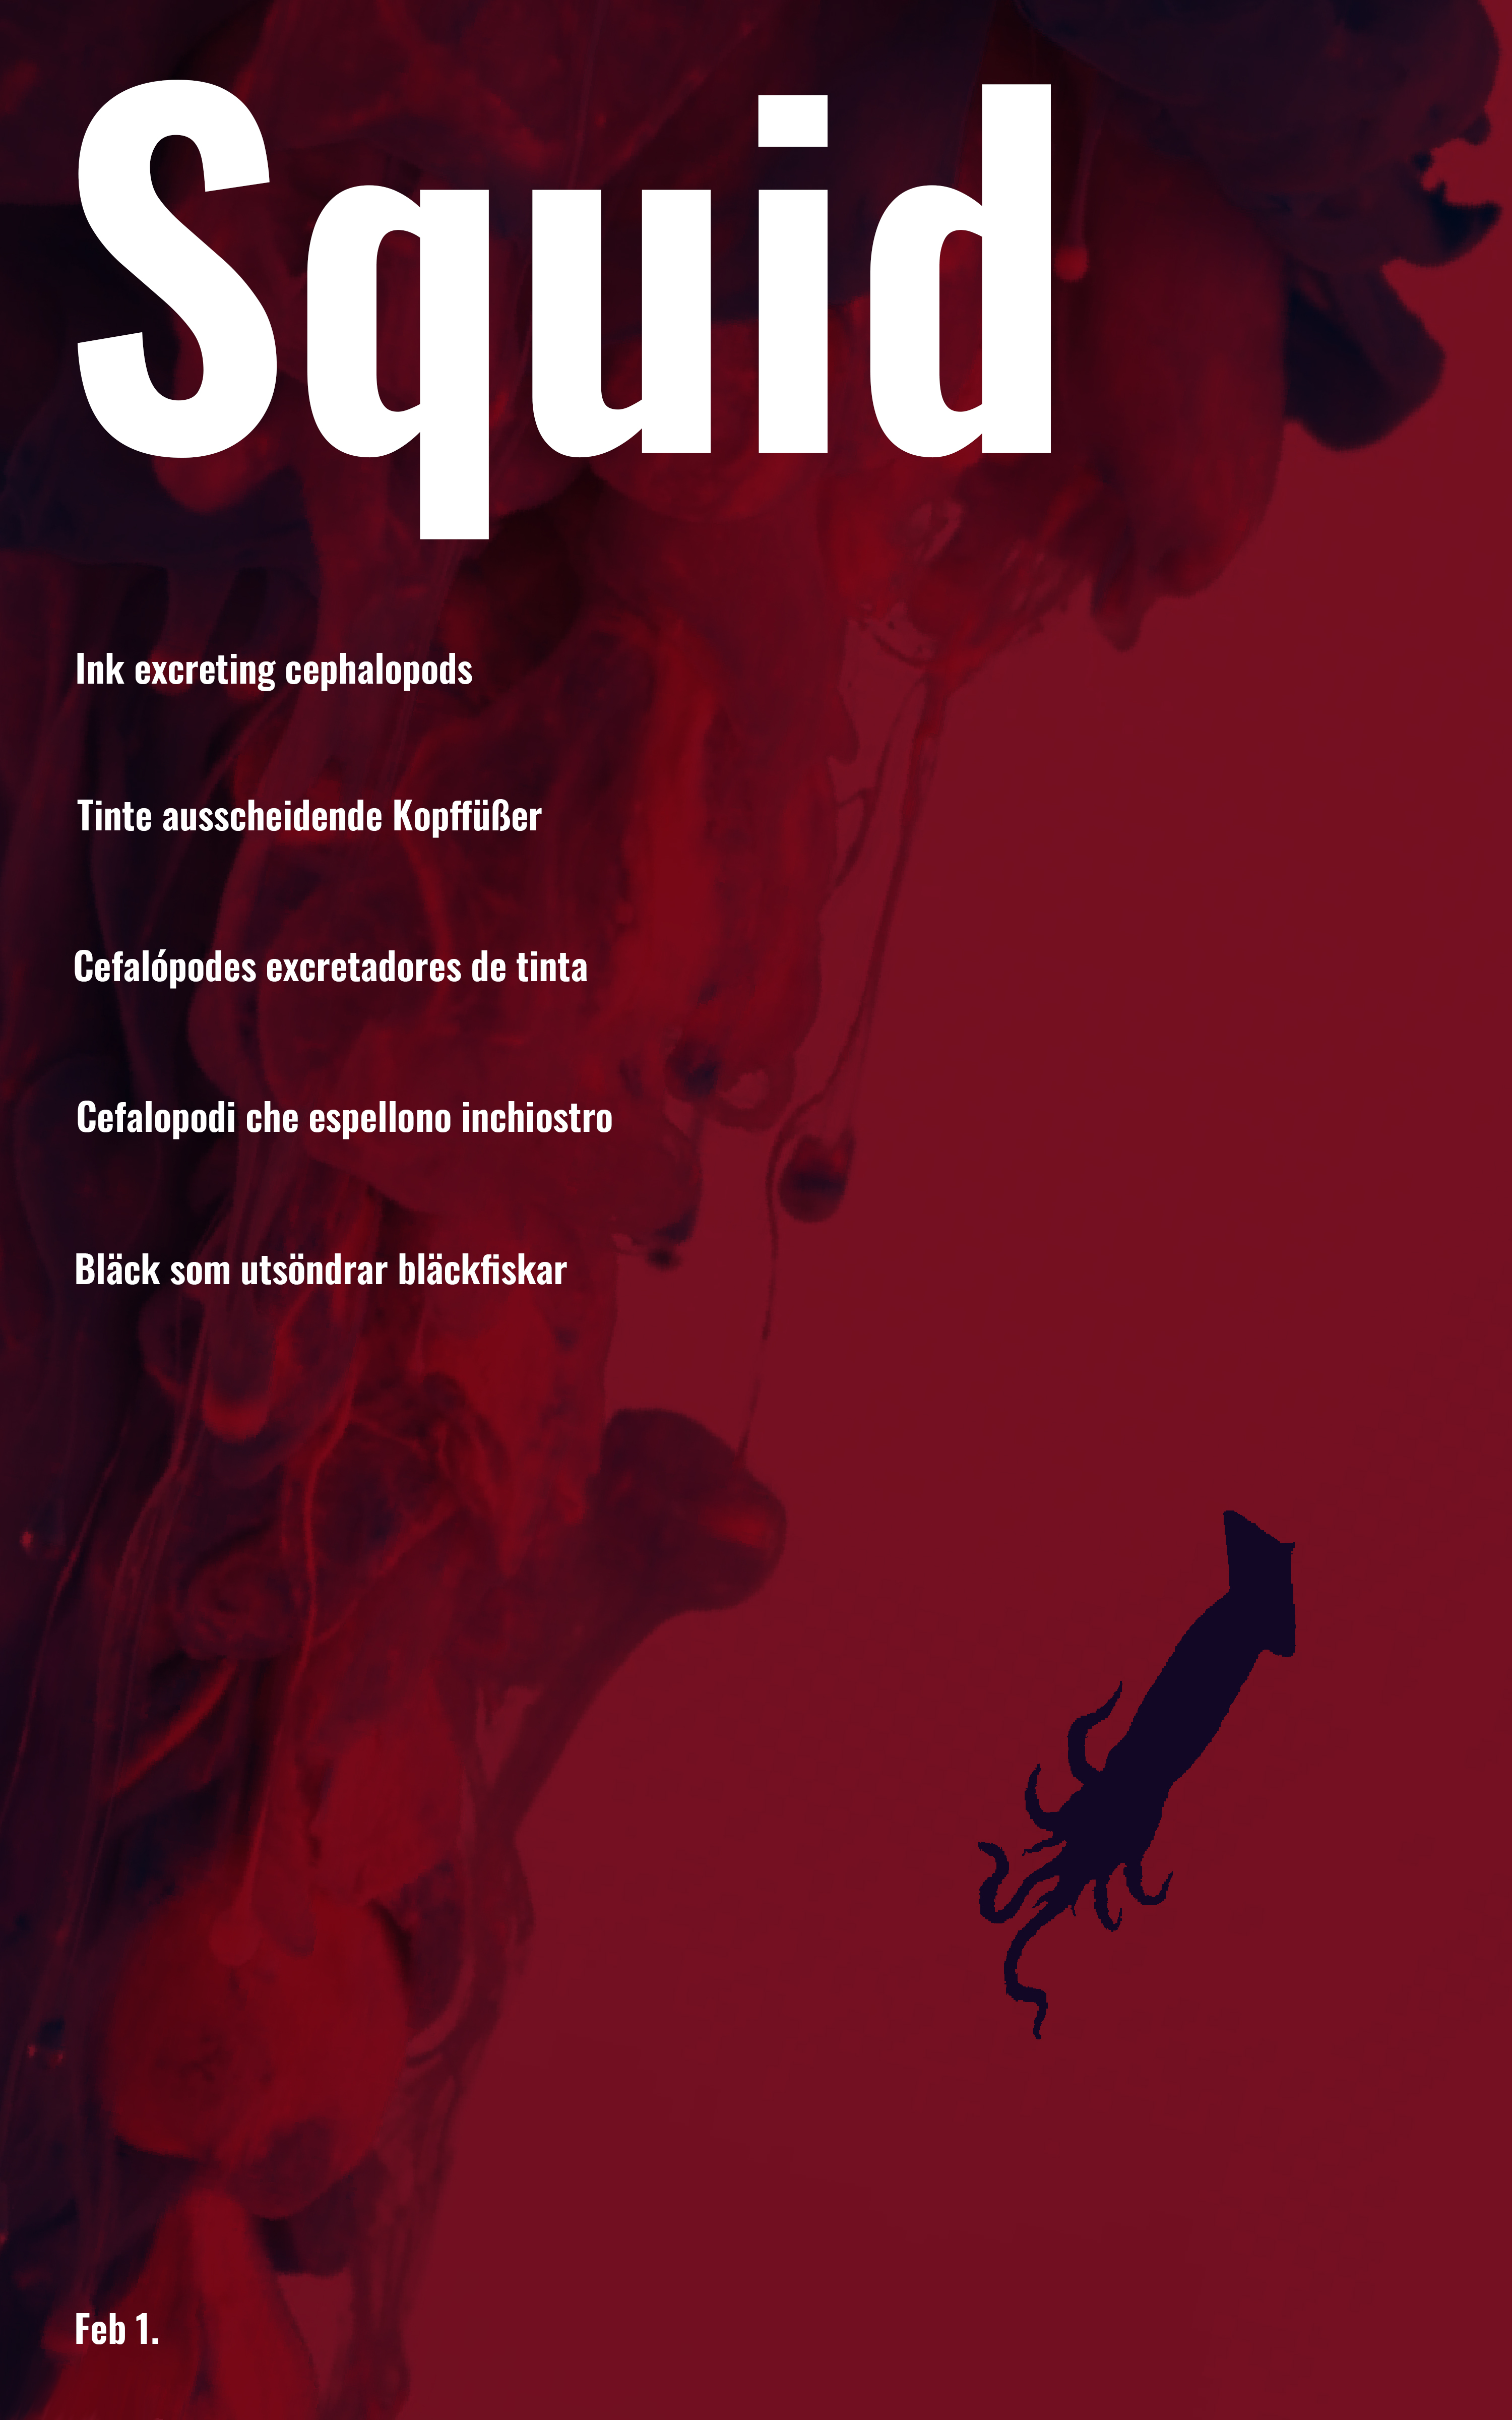 Squid
Ink excreting cephalopods
Tinte ausscheidende Kopffüßer
Cefalópodes excretadores de tinta
Cefalopodi che espellono inchiostro
Bläck som utsöndrar bläckfiskar
Feb 1.